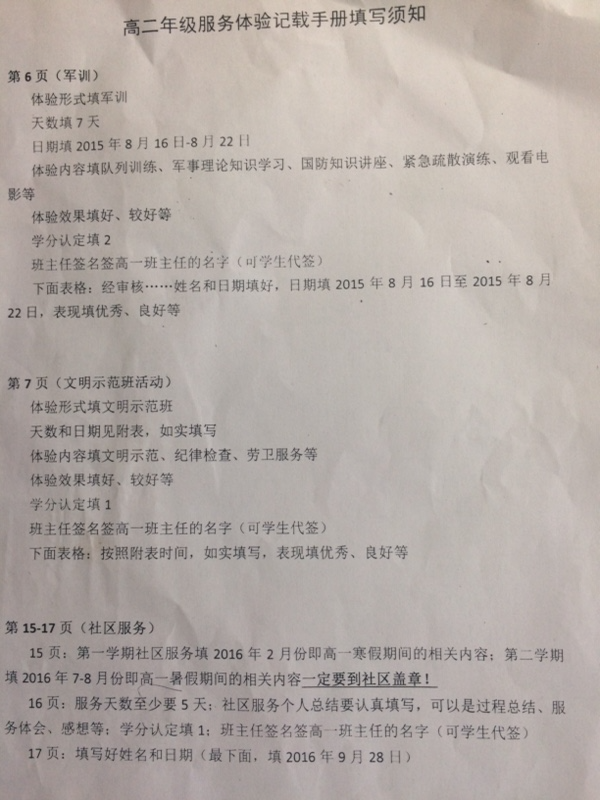 高二年级服务体验记载手册填写须知
第 6 页（军训）
体验形式填军训
天数填 7 天
日期填 2015 年 8 月 16 日-8 月 22 日
体验内容填队列训练、军事理论知识学习、国防知识讲座、紧急疏散演练、观看电
影等
体验效果填好、较好等
学分认定填 2
班主任签名签高一班主任的名字（可学生代签）
下面表格：经审核……姓名和日期填好，日期填 2015 年 8 月 16 日至 2015 年 8 月
22 日，表现填优秀、良好等
第 7 页（文明示范班活动）
体验形式填文明示范班
天数和日期见附表，如实填写
体验内容填文明示范、纪律检查、劳卫服务等
体验效果填好、较好等
学分认定填 1
班主任签名签高一班主任的名字（可学生代签）
下面表格：按照附表时间，如实填写，表现填优秀、良好等
第 15-17 页（社区服务）
15 页：第一学期社区服务填 2016 年 2 月份即高一寒假期间的相关内容；第二学期
填 2016 年 7-8 月份即高一暑假期间的相关内容一定要到社区盖章！
16 页：服务天数至少要 5 天；社区服务个人总结要认真填写，可以是过程总结、服
务体会、感想等；学分认定填 1；班主任签名签高一班主任的名字（可学生代签）
17 页：填写好姓名和日期（最下面，填 2016 年 9 月 28 日）